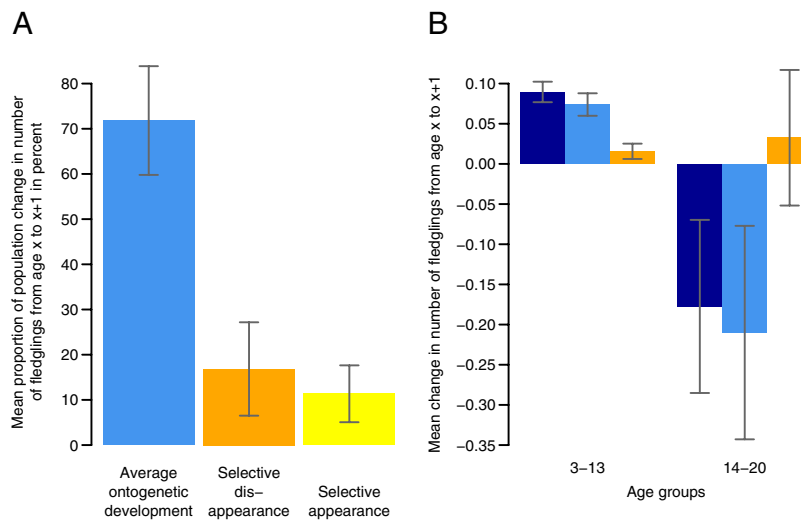 A
Mean proportion of population change in number
of fledglings from age x to x+1 in percent
80
70
60
50
40
30
20
10
0
Average
ontogenetic
development
Selective
dis-
appearance
Selective
appearance
B
Mean change in number of fledglings from age x to x+1
0.10
0.05
0.00
−0.05
−0.10
−0.15
−0.20
−0.25
−0.30
−0.35
3−13
14−20
Age groups